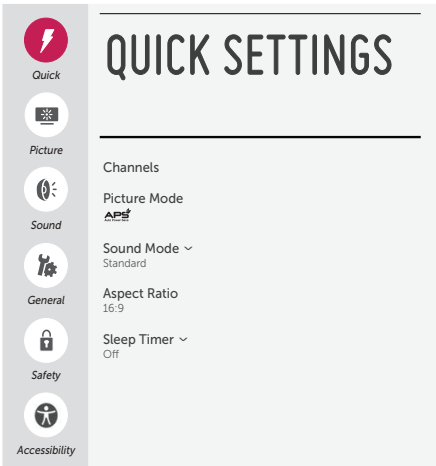 QUICK SETTINGS
Quick
Picture
Sound
General
Safety
Accessibility
Channels
Picture Mode
APS
Sound Mode
Standard
Aspect Ratio
16:9
Sleep Timer
Off